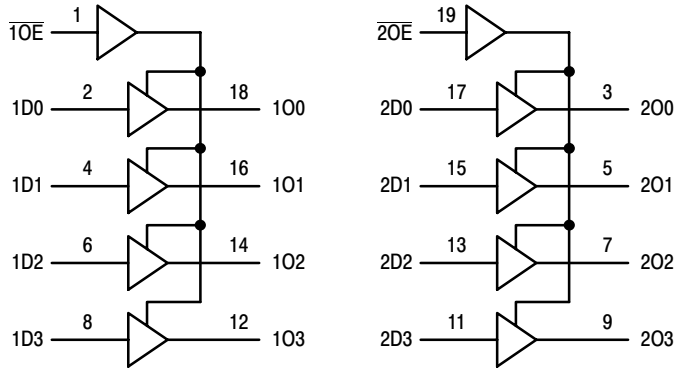 1OE 1 2OE 19
1D0 2 18 1O0 2D0 17 3 2O0
1D1 4 16 1O1 2D1 15 5 2O1
1D2 6 14 1O2 2D2 13 7 2O2
1D3 8 12 1O3 2D3 11 9 2O3